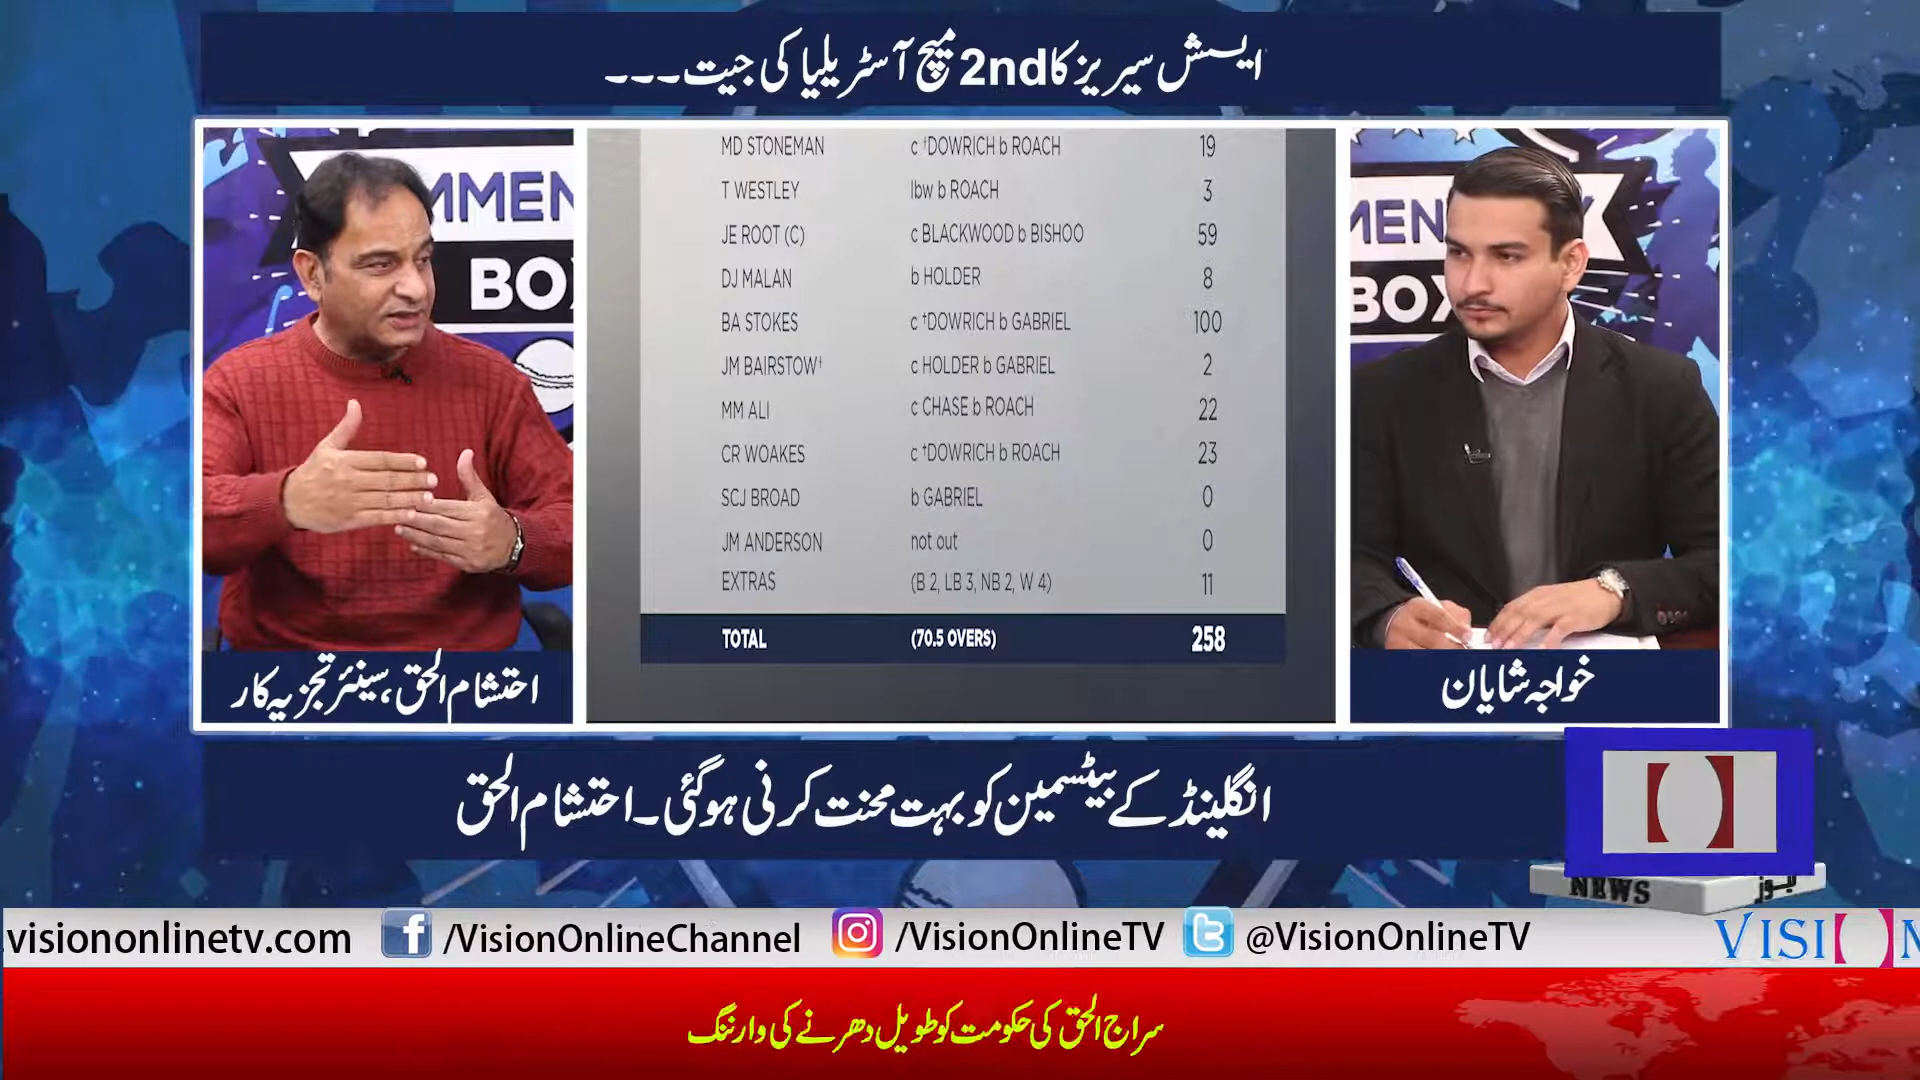 ایسشس سیریز کا 2nd میچ آسٹریلیا کی جیت۔۔۔
MMEN
BO
MD STONEMAN c †DOWRICH b ROACH 19
T WESTLEY lbw b ROACH 3
JE ROOT (C) c BLACKWOOD b BISHOO 59
DJ MALAN b HOLDER 8
BA STOKES c †DOWRICH b GABRIEL 100
JM BAIRSTOW† c HOLDER b GABRIEL 2
MM ALI c CHASE b ROACH 22
CR WOAKES c †DOWRICH b ROACH 23
SCJ BROAD b GABRIEL 0
JM ANDERSON not out 0
EXTRAS (B 2, LB 3, NB 2, W 4) 11
TOTAL (70.5 OVERS) 258
MEN Y
BOX
احتشام الحق، سینئر تجزیہ کار
خواجہ شایان
انگلینڈ کے بیٹسمین کو بہت محنت کرنی ہوگئی۔ احتشام الحق
NEWS نیوز
.visiononlinetv.com /VisionOnlineChannel /VisionOnlineTV @VisionOnlineTV VISI
سراج الحق کی حکومت کو طویل دھرنے کی وارننگ